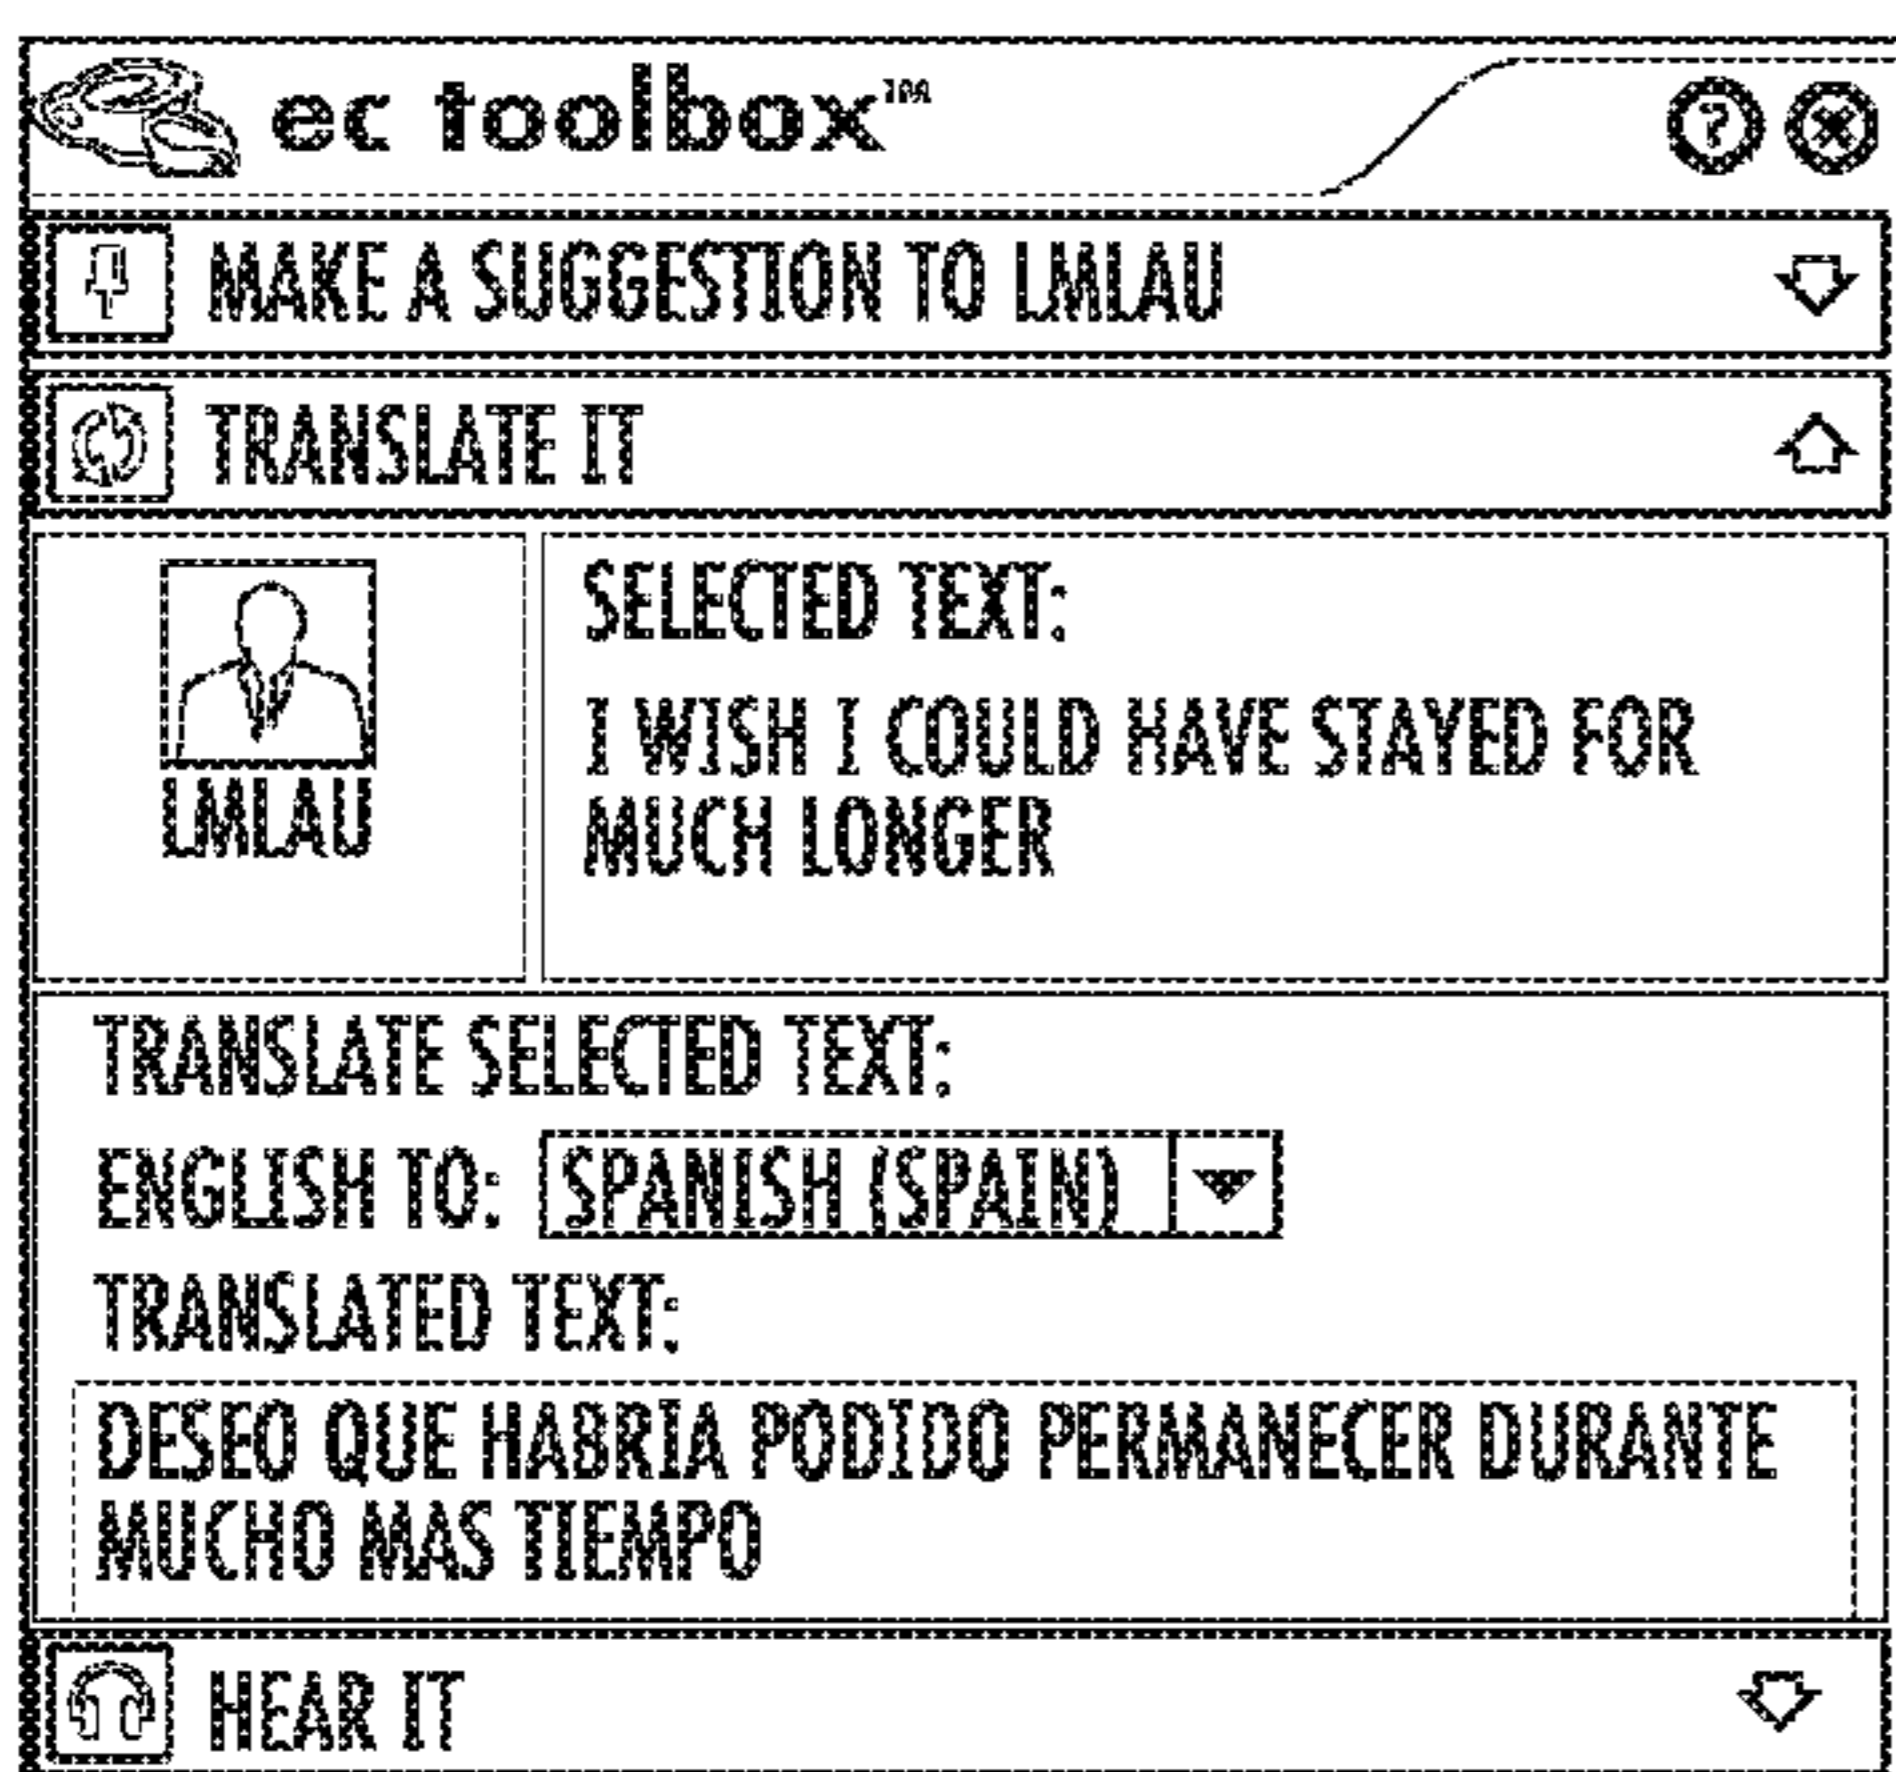 ec toolbox™
MAKE A SUGGESTION TO LMLAU
TRANSLATE IT
SELECTED TEXT:
I WISH I COULD HAVE STAYED FOR
MUCH LONGER
LMLAU
TRANSLATE SELECTED TEXT:
ENGLISH TO: SPANISH (SPAIN)
TRANSLATED TEXT:
DESEO QUE HABRIA PODIDO PERMANECER DURANTE
MUCHO MAS TIEMPO
HEAR IT